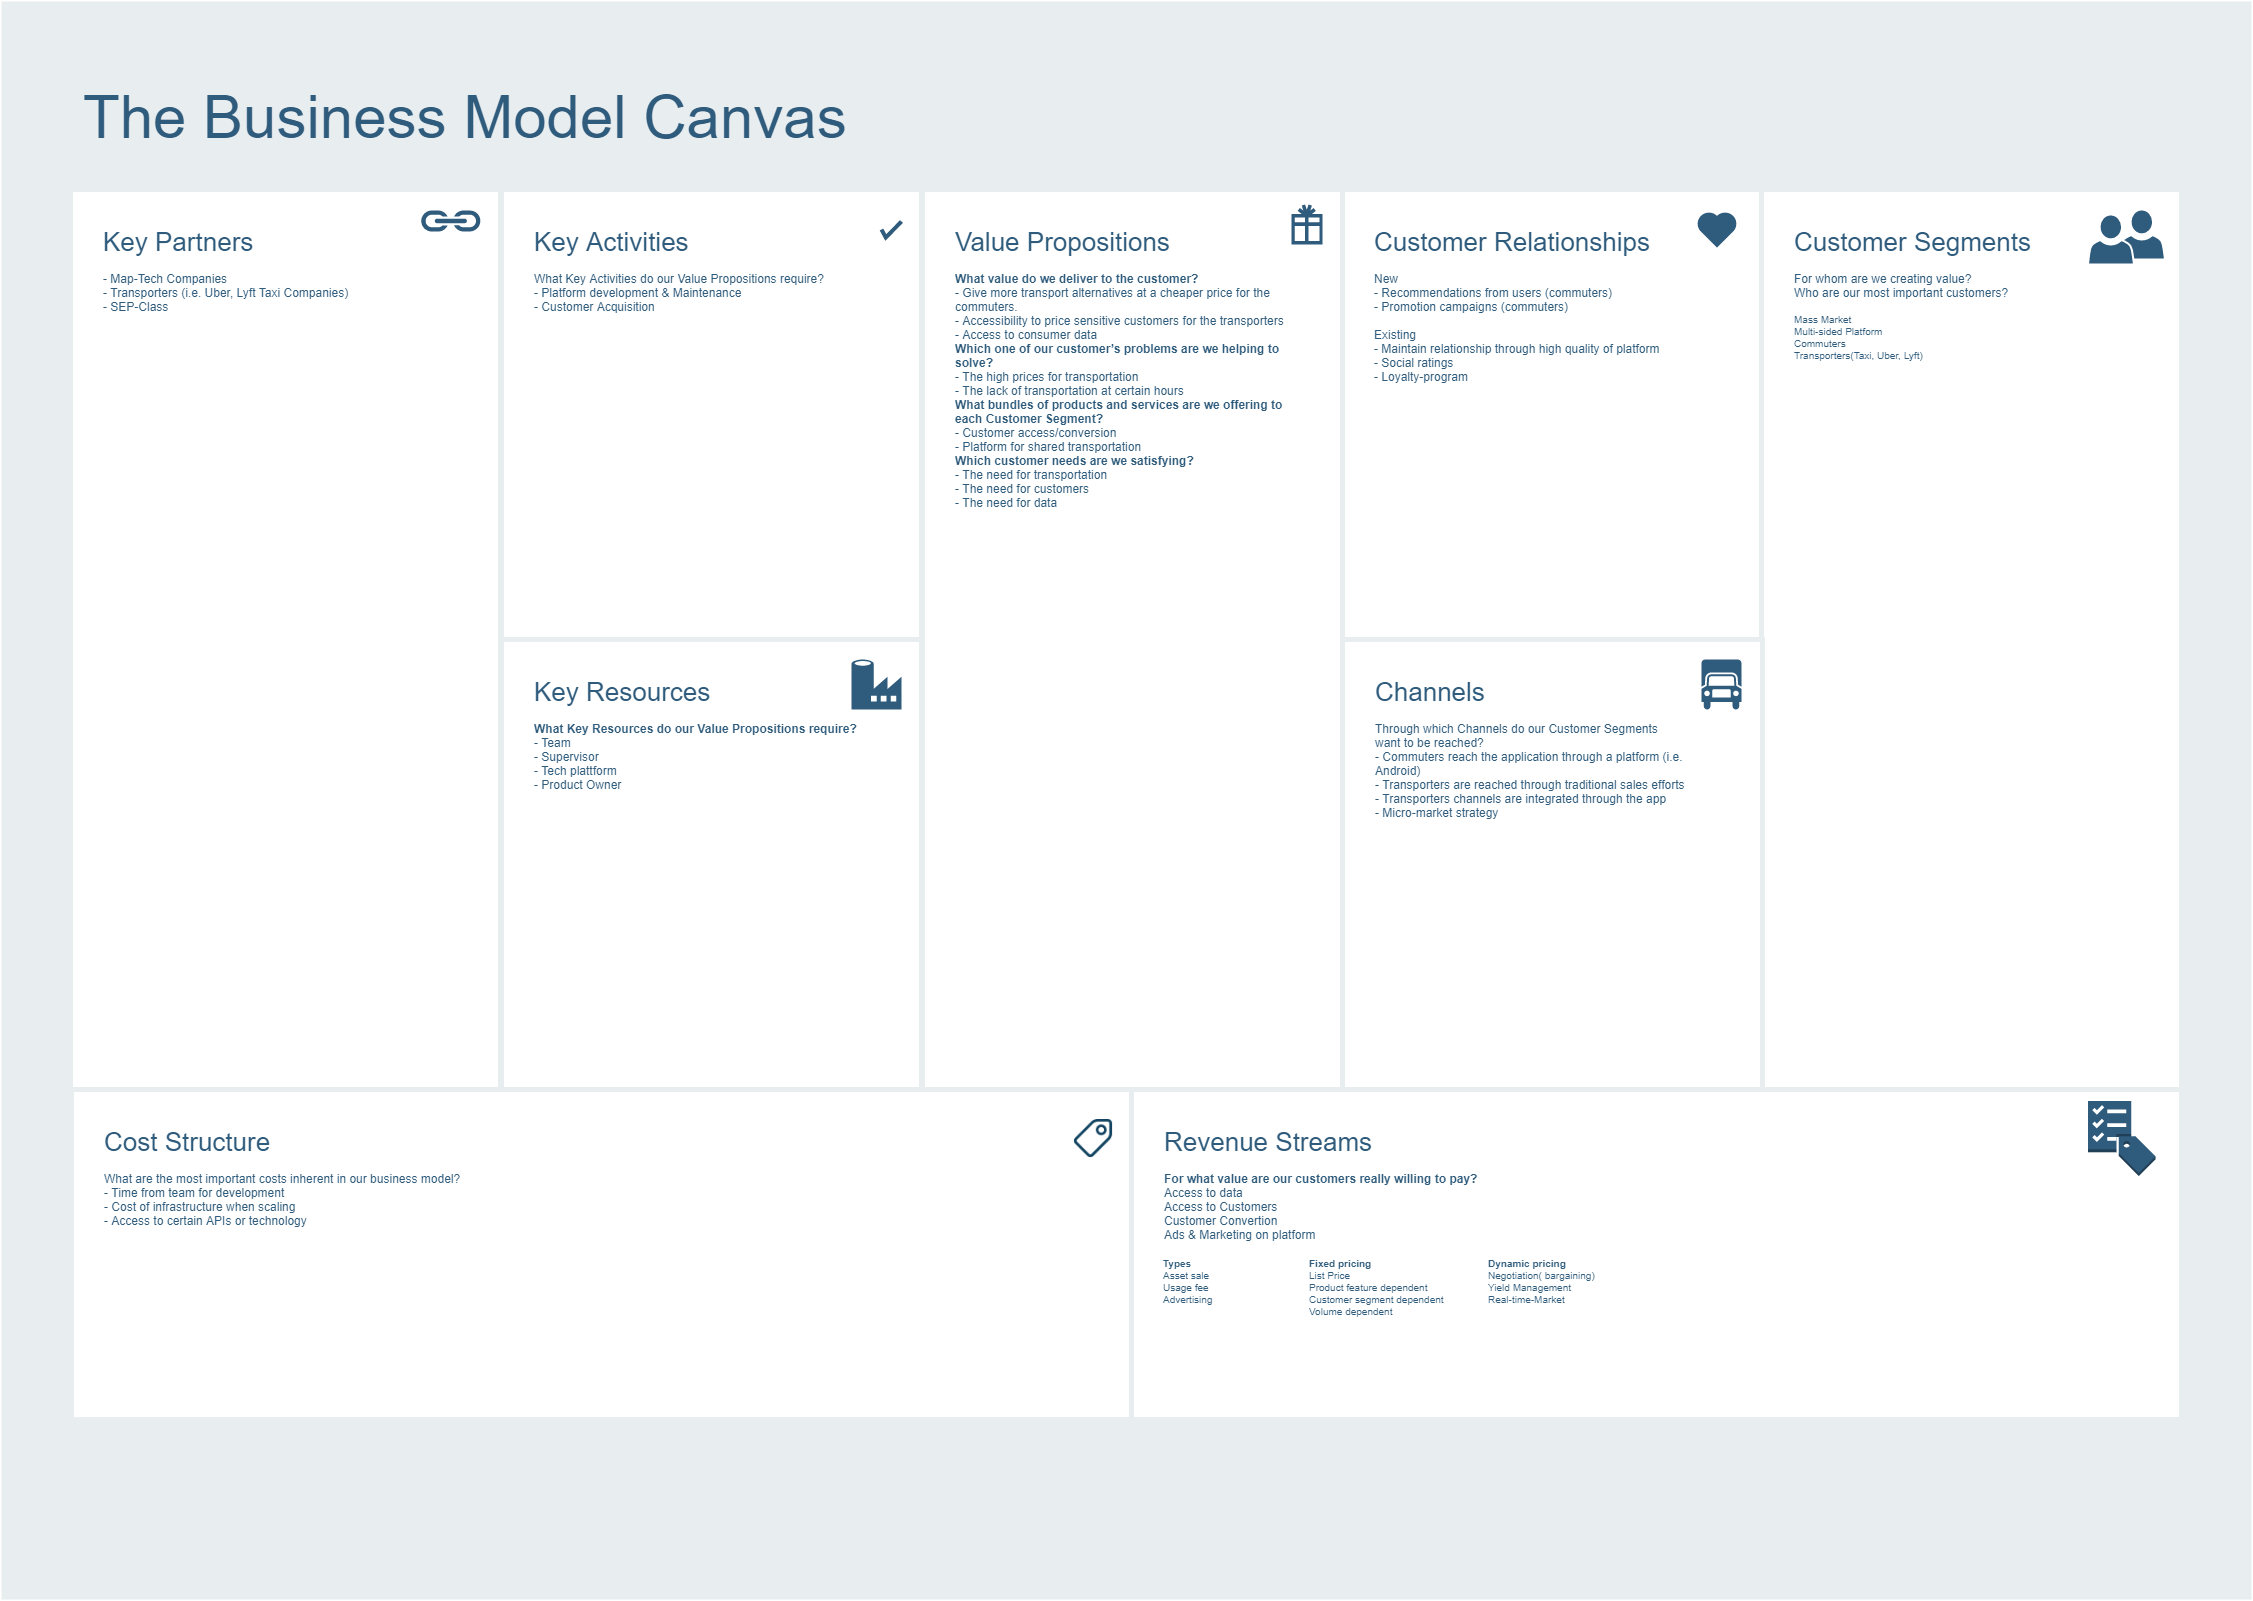 The Business Model Canvas
Key Partners
- Map-Tech Companies
- Transporters (i.e. Uber, Lyft Taxi Companies)
- SEP-Class
Key Activities
What Key Activities do our Value Propositions require?
- Platform development & Maintenance
- Customer Acquisition
Key Resources
What Key Resources do our Value Propositions require?
- Team
- Supervisor
- Tech plattform
- Product Owner
Value Propositions
What value do we deliver to the customer?
- Give more transport alternatives at a cheaper price for the
commuters.
- Accessibility to price sensitive customers for the transporters
- Access to consumer data
Which one of our customer’s problems are we helping to
solve?
- The high prices for transportation
- The lack of transportation at certain hours
What bundles of products and services are we offering to
each Customer Segment?
- Customer access/conversion
- Platform for shared transportation
Which customer needs are we satisfying?
- The need for transportation
- The need for customers
- The need for data
Customer Relationships
New
- Recommendations from users (commuters)
- Promotion campaigns (commuters)
Existing
- Maintain relationship through high quality of platform
- Social ratings
- Loyalty-program
Channels
Through which Channels do our Customer Segments
want to be reached?
- Commuters reach the application through a platform (i.e.
Android)
- Transporters are reached through traditional sales efforts
- Transporters channels are integrated through the app
- Micro-market strategy
Customer Segments
For whom are we creating value?
Who are our most important customers?
Mass Market
Multi-sided Platform
Commuters
Transporters(Taxi, Uber, Lyft)
Cost Structure
What are the most important costs inherent in our business model?
- Time from team for development
- Cost of infrastructure when scaling
- Access to certain APIs or technology
Revenue Streams
For what value are our customers really willing to pay?
Access to data
Access to Customers
Customer Convertion
Ads & Marketing on platform
Types
Asset sale
Usage fee
Advertising
Fixed pricing
List Price
Product feature dependent
Customer segment dependent
Volume dependent
Dynamic pricing
Negotiation( bargaining)
Yield Management
Real-time-Market